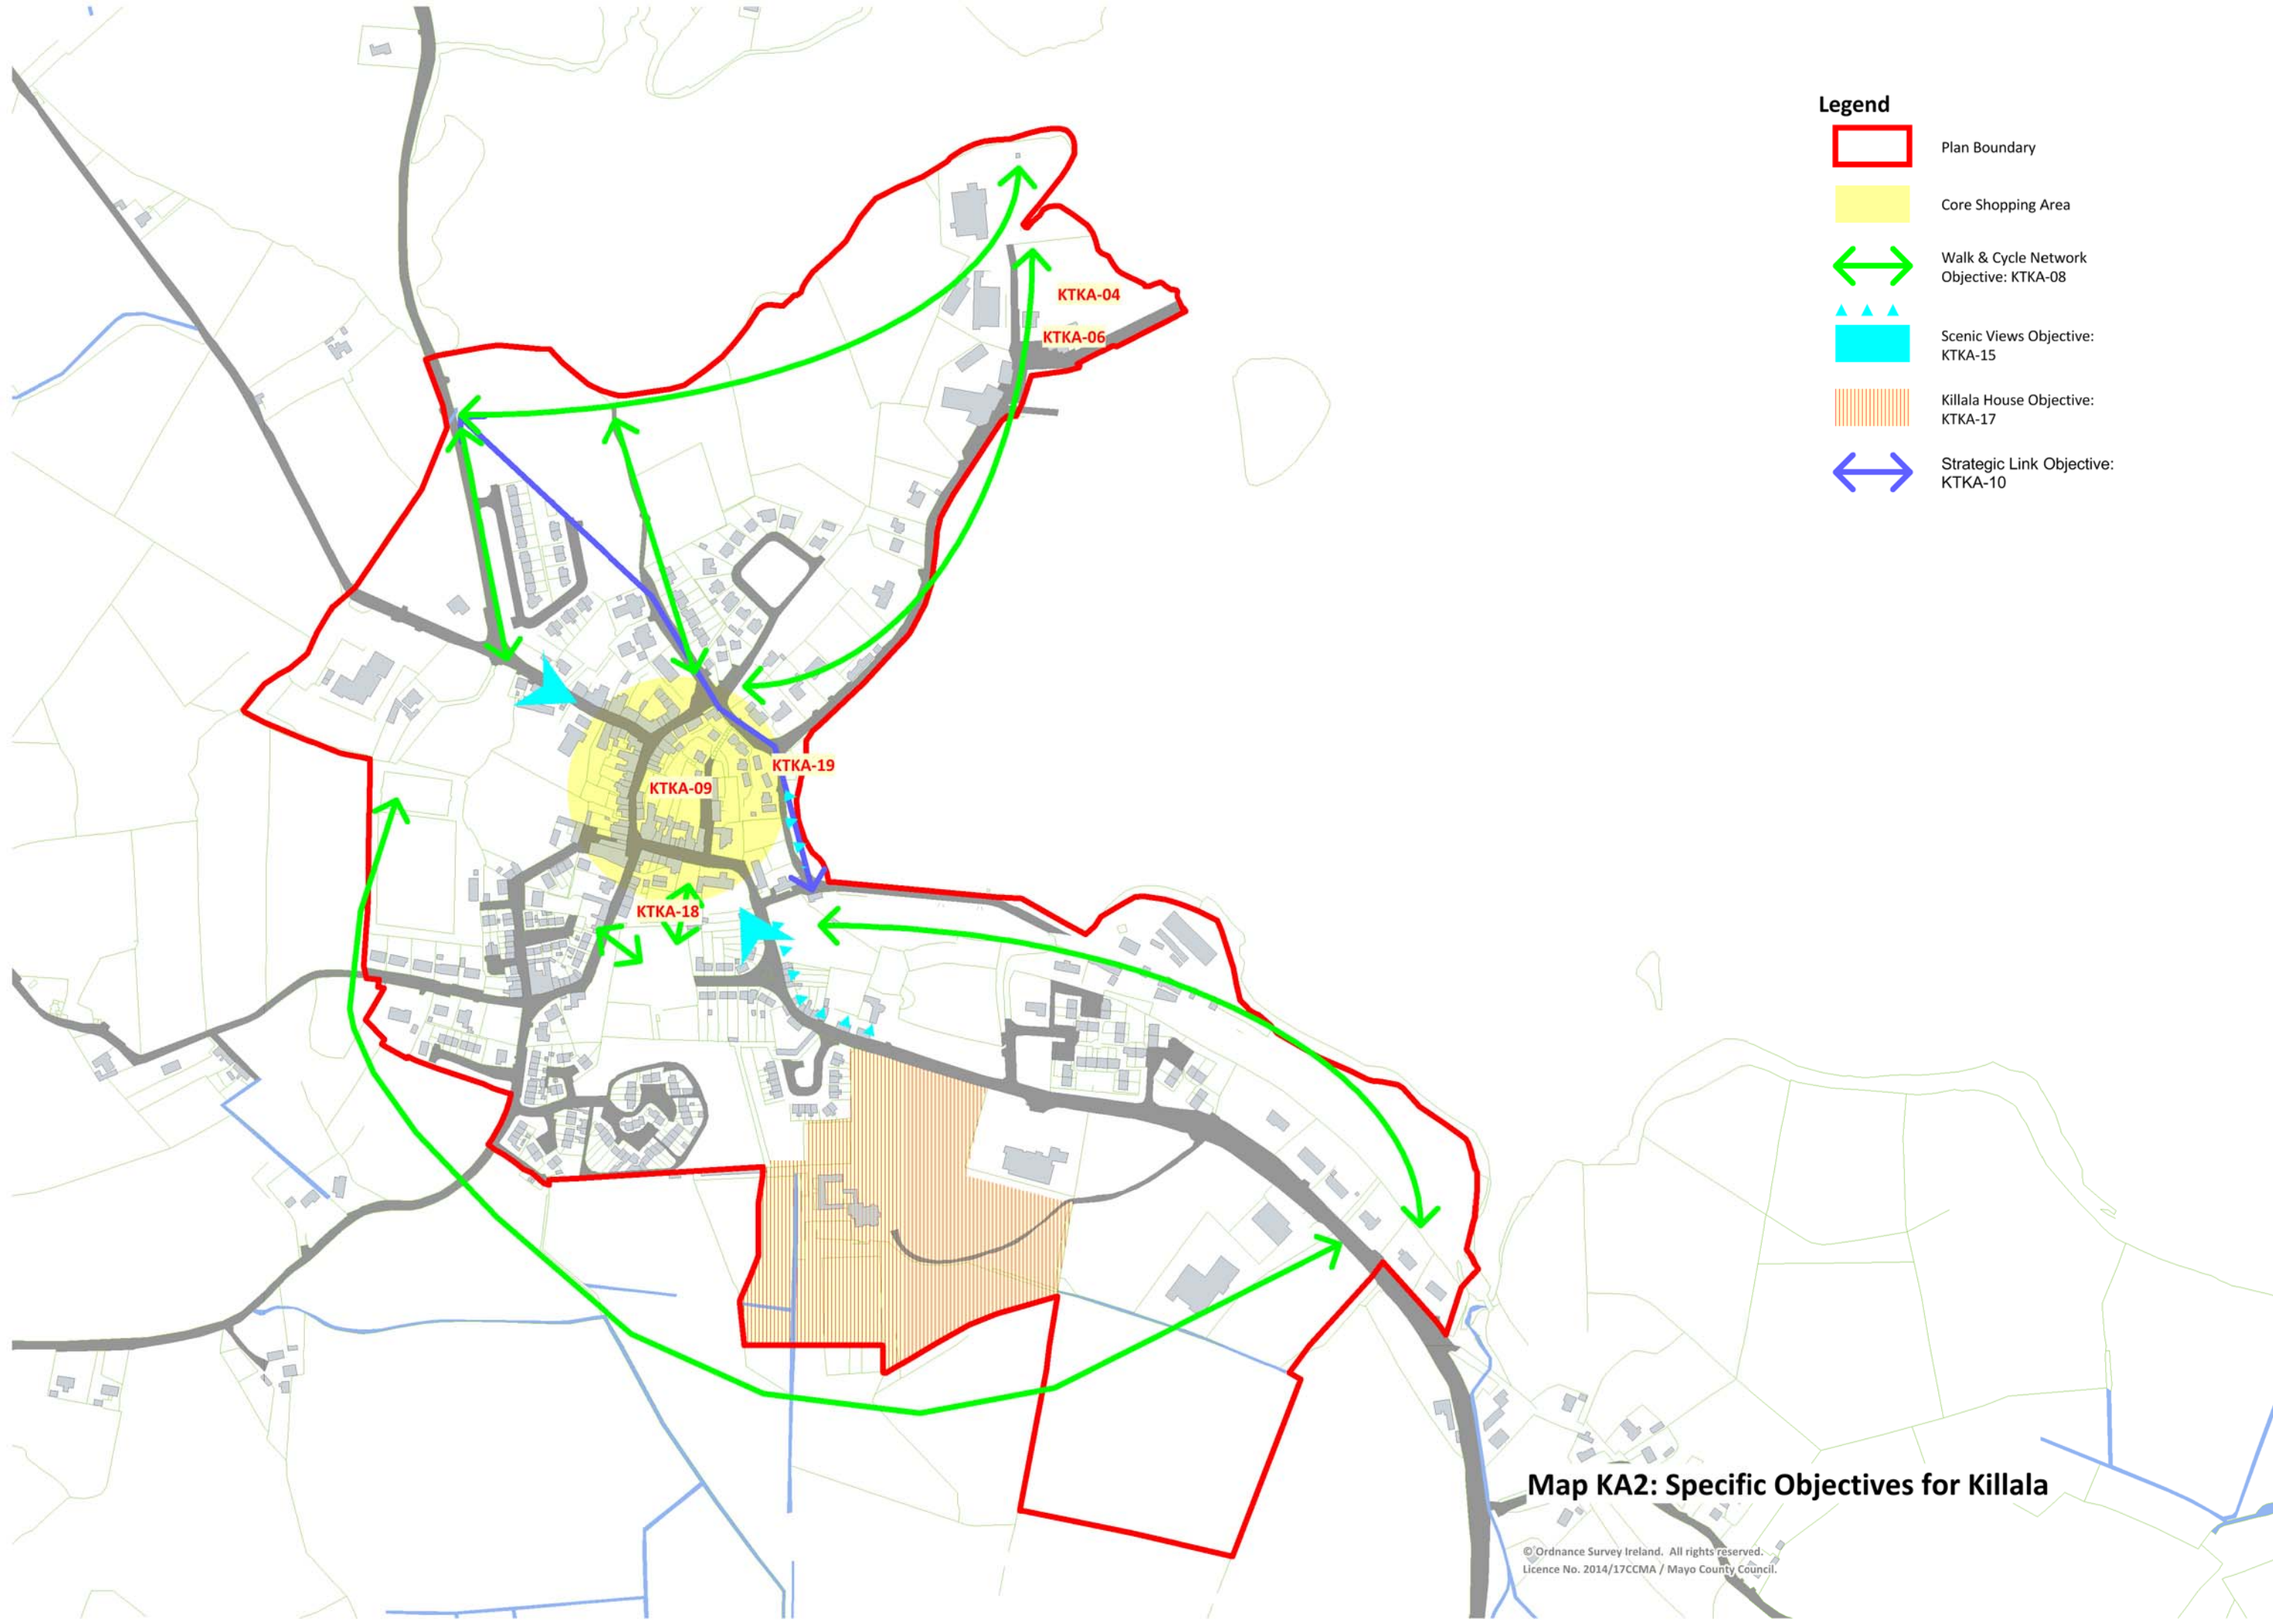 Legend
Plan Boundary
Core Shopping Area
Walk & Cycle Network
Objective: KTKA-08
Scenic Views Objective:
KTKA-15
Killala House Objective:
KTKA-17
Strategic Link Objective:
KTKA-10
KTKA-04
KTKA-06
KTKA-19
KTKA-09
KTKA-18
Map KA2: Specific Objectives for Killala
© Ordnance Survey Ireland. All rights reserved.
Licence No. 2014/17CCMA / Mayo County Council.